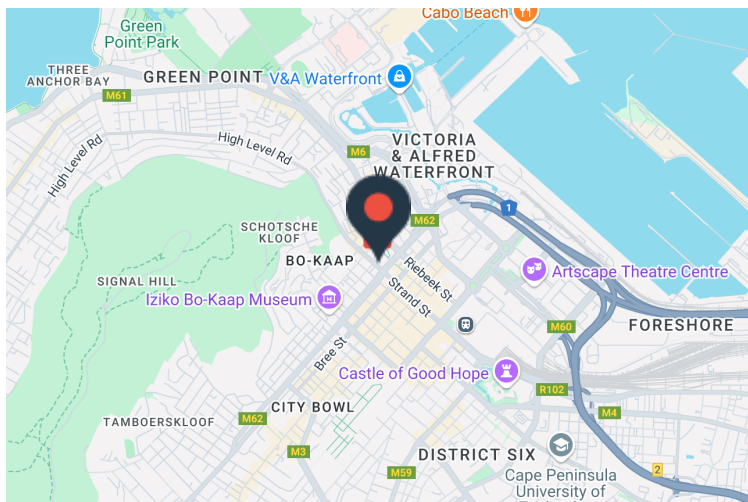 Cabo Beach
Green
Point Park
THREE
ANCHOR BAY
GREEN POINT
V&A Waterfront
M61
High Level Rd
High Level Rd
VICTORIA
& ALFRED
WATERFRONT
M6
M62
1
SCHOTSCHE
KLOOF
BO-KAAP
Riebeek St
Artscape Theatre Centre
SIGNAL HILL
Iziko Bo-Kaap Museum
Strand St
M60
FORESHORE
Bree St
Castle of Good Hope
R102
CITY BOWL
M62
M4
TAMBOERSKLOOF
M3
DISTRICT SIX
M59
2
Cape Peninsula
University of